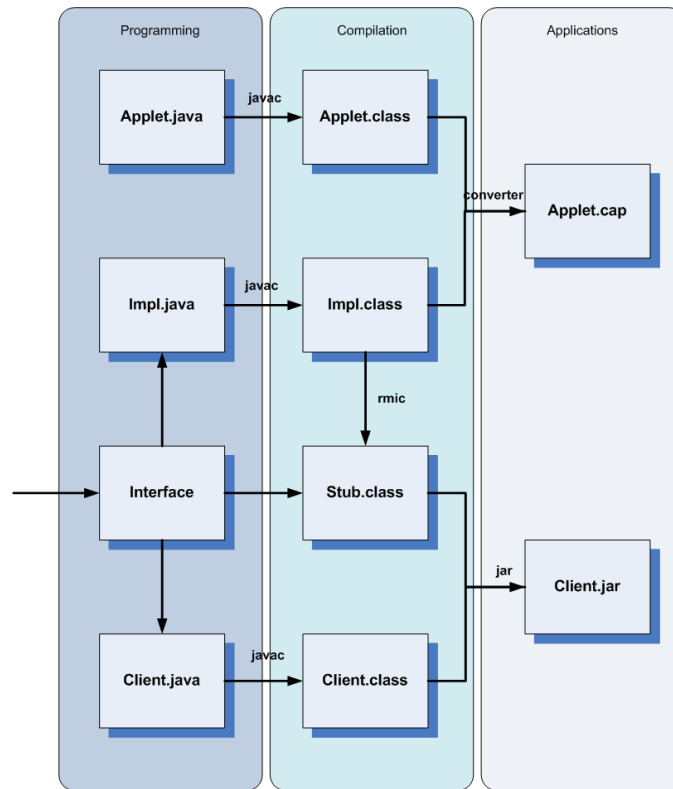 Programming
Compilation
Applications
javac
Applet.java
Applet.class
converter
Applet.cap
javac
Impl.java
Impl.class
rmic
Interface
Stub.class
jar
Client.jar
javac
Client.java
Client.class